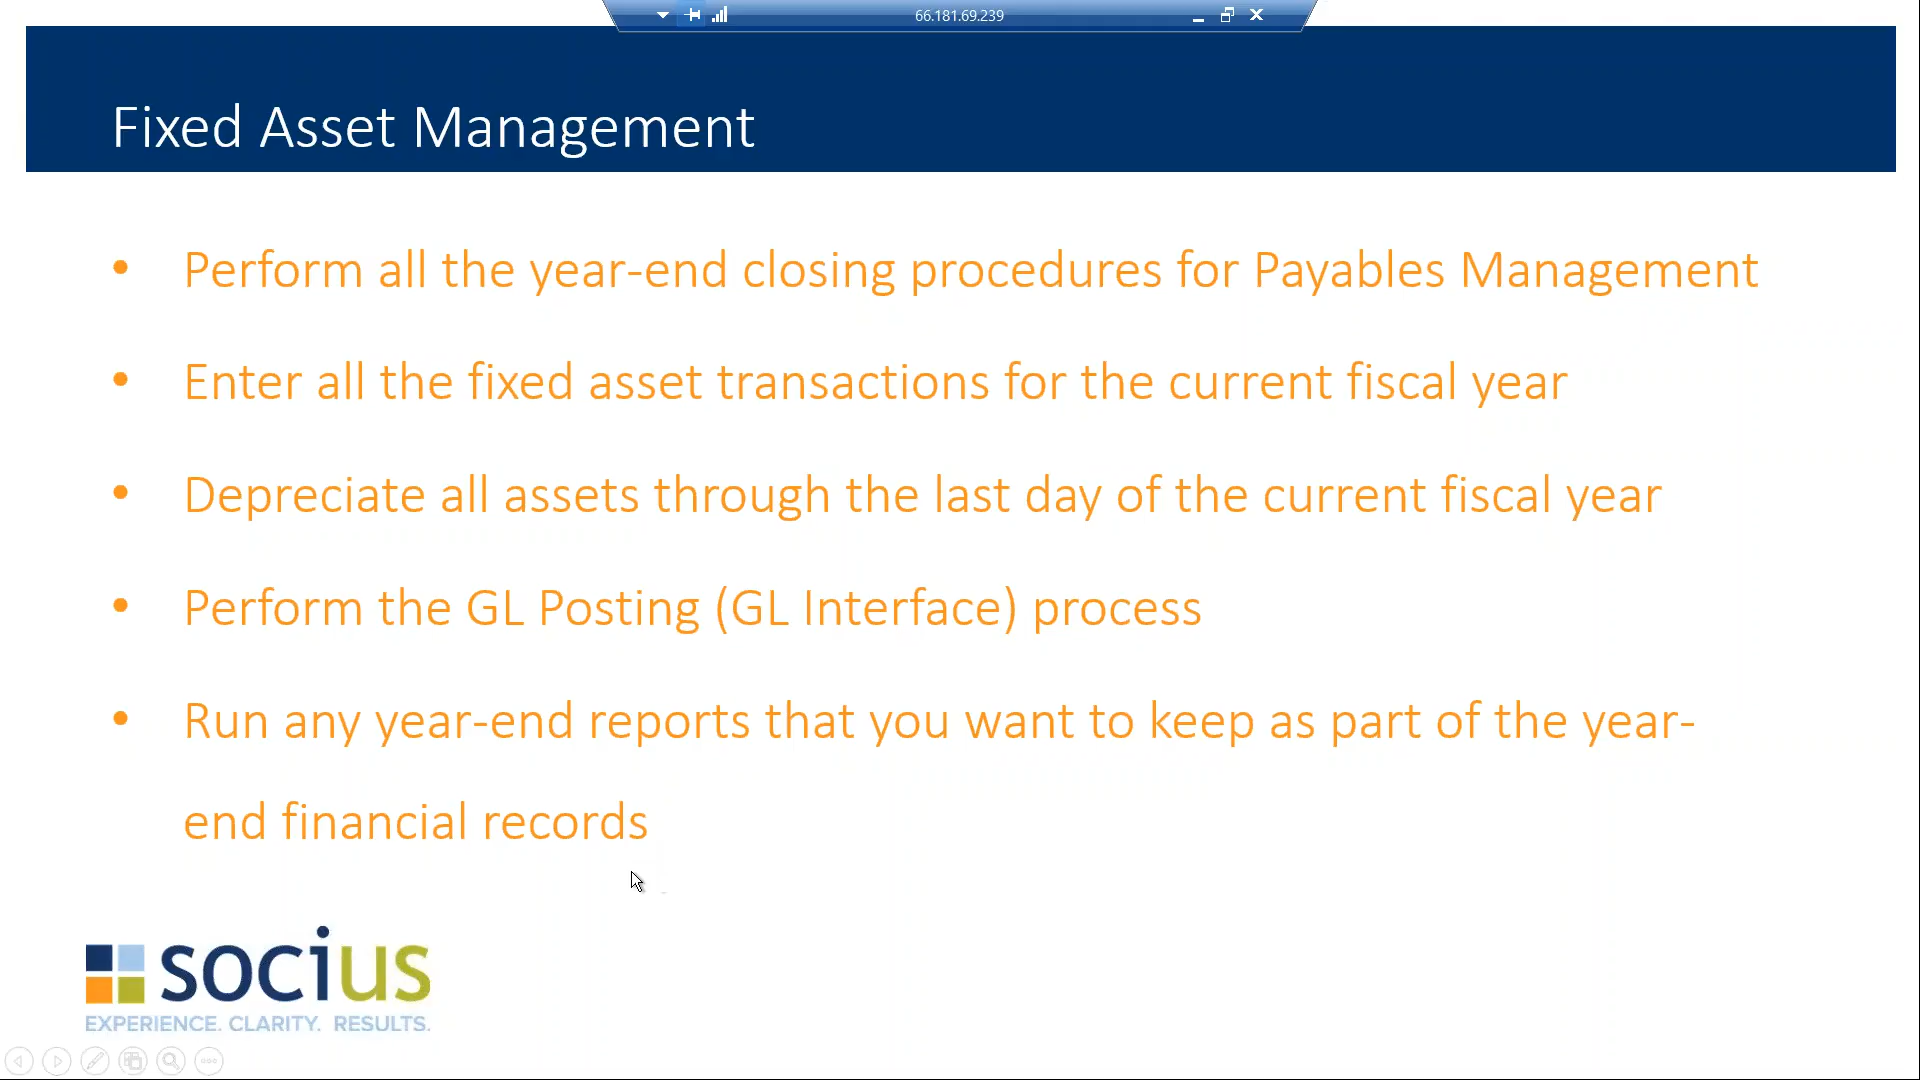 66.181.69.239
Fixed Asset Management
• Perform all the year-end closing procedures for Payables Management
• Enter all the fixed asset transactions for the current fiscal year
• Depreciate all assets through the last day of the current fiscal year
• Perform the GL Posting (GL Interface) process
• Run any year-end reports that you want to keep as part of the year-
end financial records
socius
EXPERIENCE. CLARITY. RESULTS.